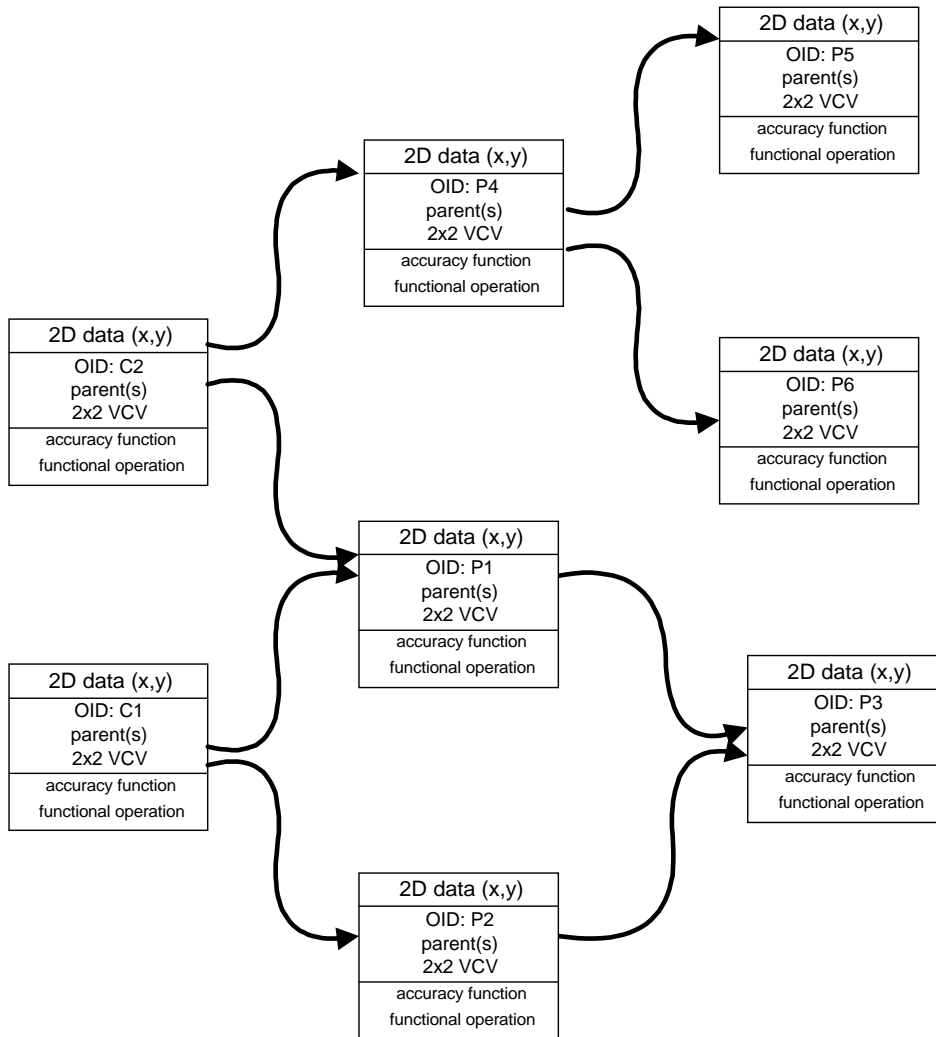 2D data (x,y)
OID: P5
parent(s)
2x2 VCV
accuracy function
functional operation
2D data (x,y)
OID: P4
parent(s)
2x2 VCV
accuracy function
functional operation
2D data (x,y)
OID: C2
parent(s)
2x2 VCV
accuracy function
functional operation
2D data (x,y)
OID: P6
parent(s)
2x2 VCV
accuracy function
functional operation
2D data (x,y)
OID: P1
parent(s)
2x2 VCV
accuracy function
functional operation
2D data (x,y)
OID: C1
parent(s)
2x2 VCV
accuracy function
functional operation
2D data (x,y)
OID: P3
parent(s)
2x2 VCV
accuracy function
functional operation
2D data (x,y)
OID: P2
parent(s)
2x2 VCV
accuracy function
functional operation